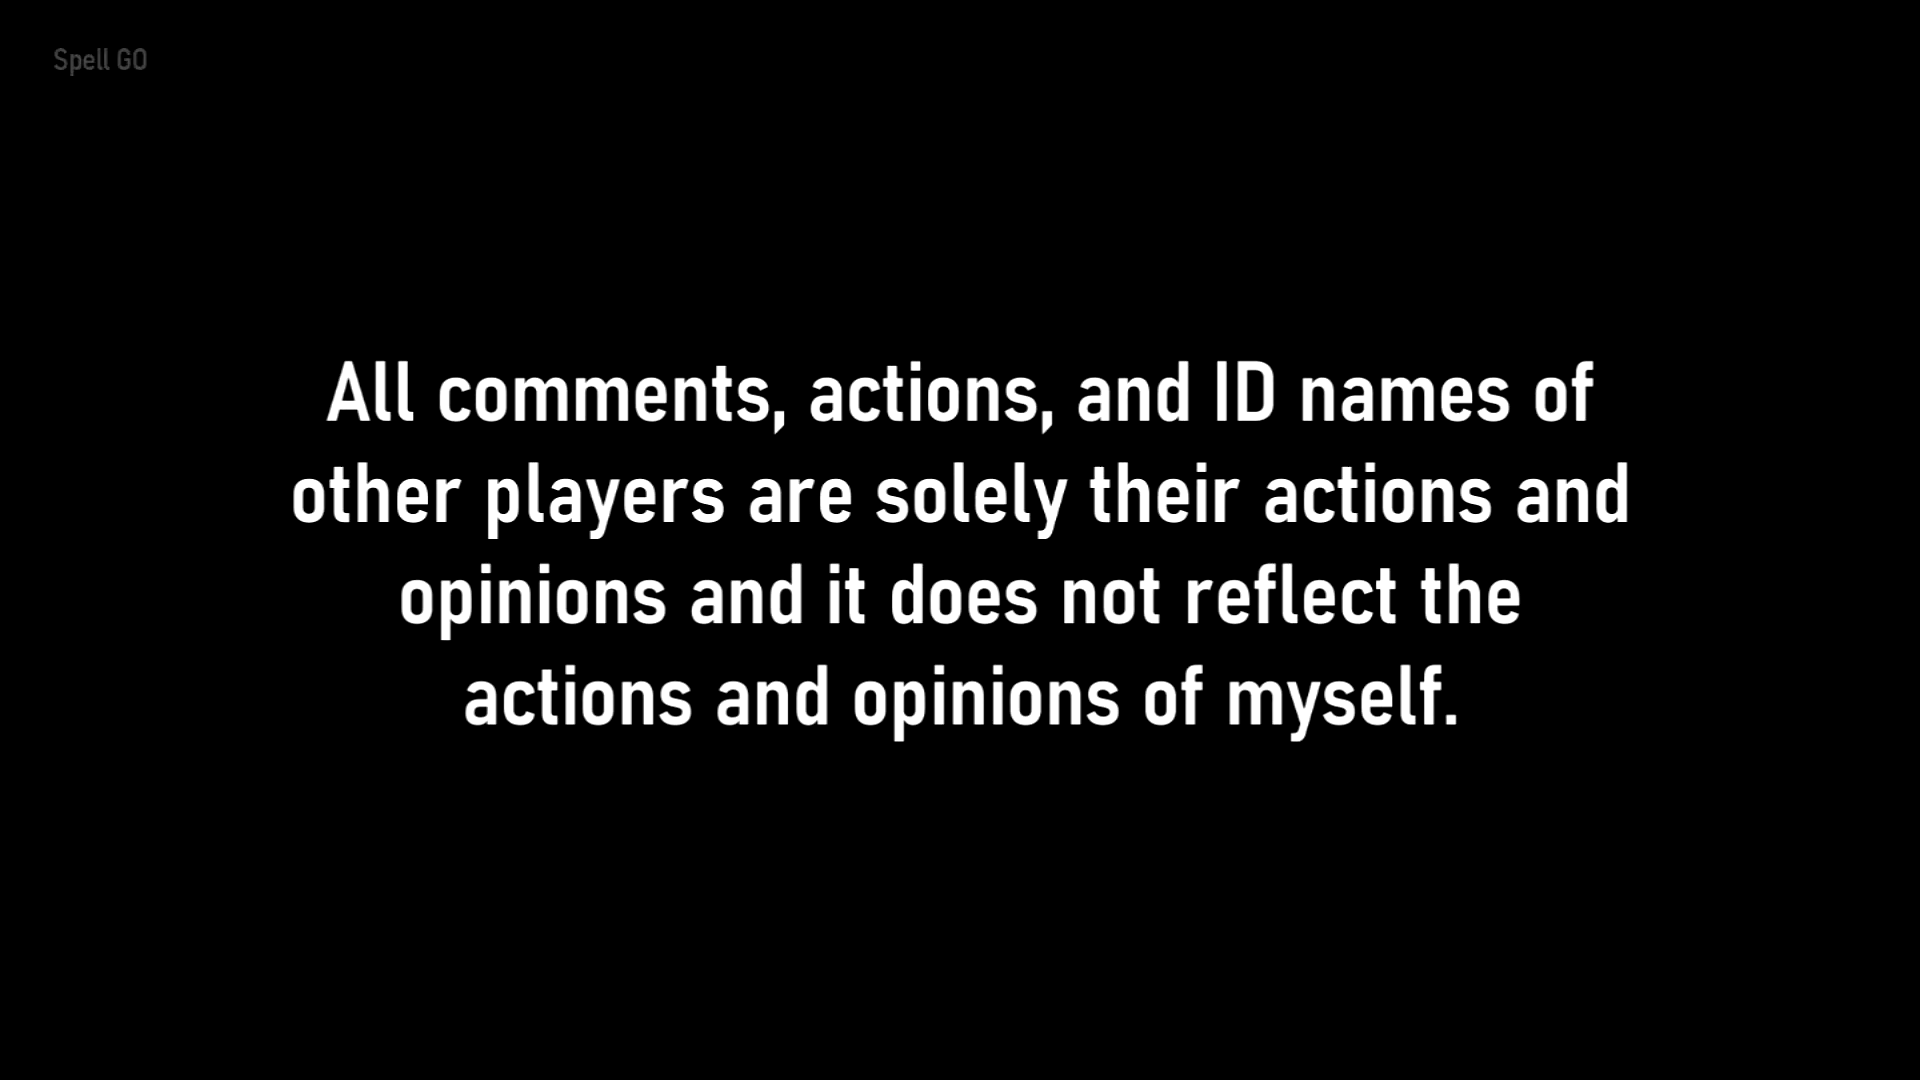 Spell GO
All comments, actions, and ID names of
other players are solely their actions and
opinions and it does not reflect the
actions and opinions of myself.